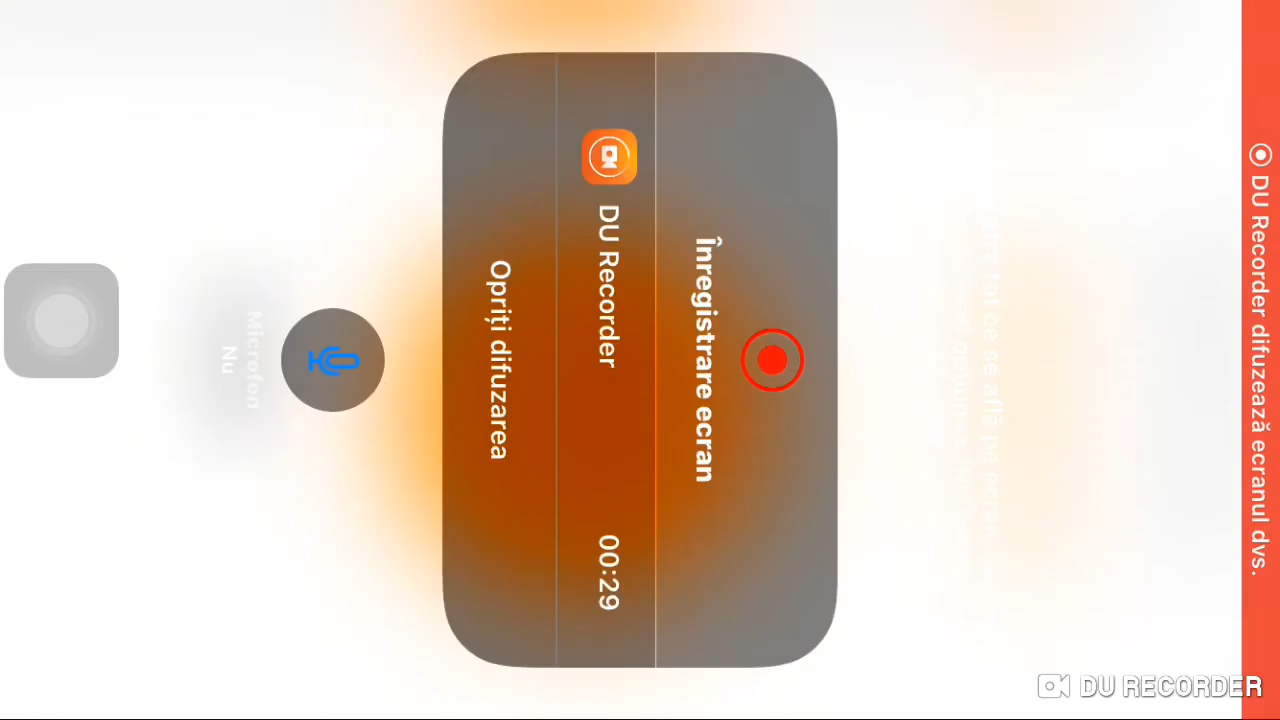 DU Recorder difuzează ecranul dvs.
Înregistrare ecran
DU Recorder 00:29
Opriți difuzarea
Microfon
Nu
DU RECORDER